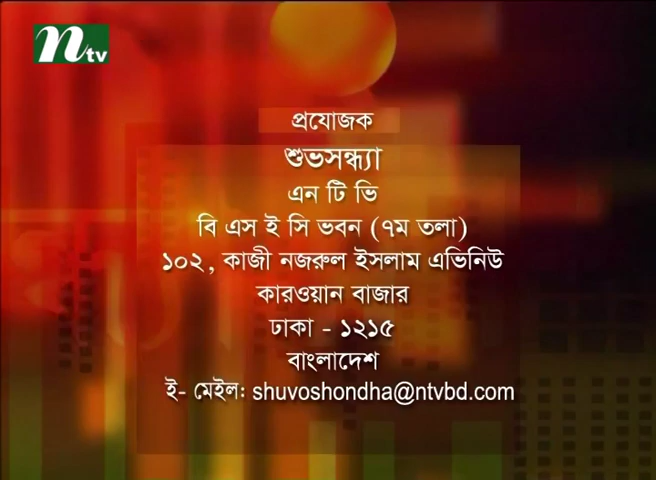 ntv
প্রযোজক
শুভসন্ধ্যা
এন টি ভি
বি এস ই সি ভবন (৭ম তলা)
১০২, কাজী নজরুল ইসলাম এভিনিউ
কারওয়ান বাজার
ঢাকা - ১২১৫
বাংলাদেশ
ই- মেইল: shuvoshondha@ntvbd.com